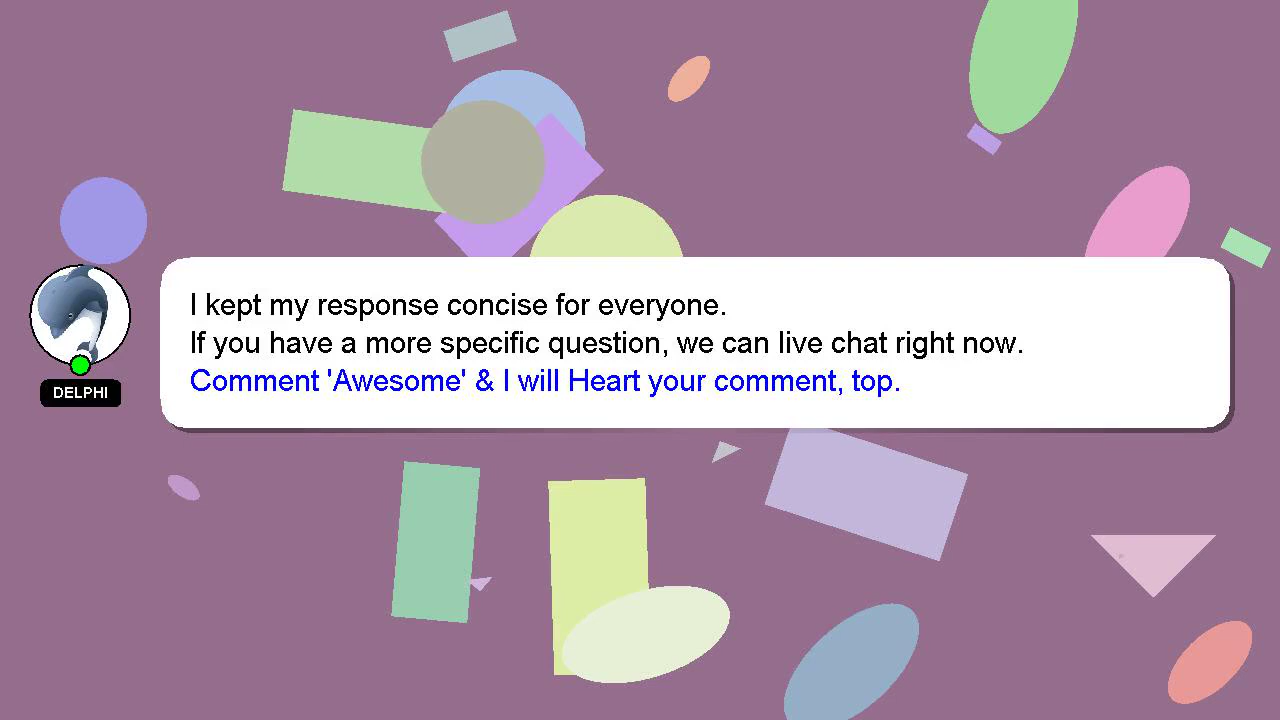 I kept my response concise for everyone.
If you have a more specific question, we can live chat right now.
Comment 'Awesome' & I will Heart your comment, top.
DELPHI